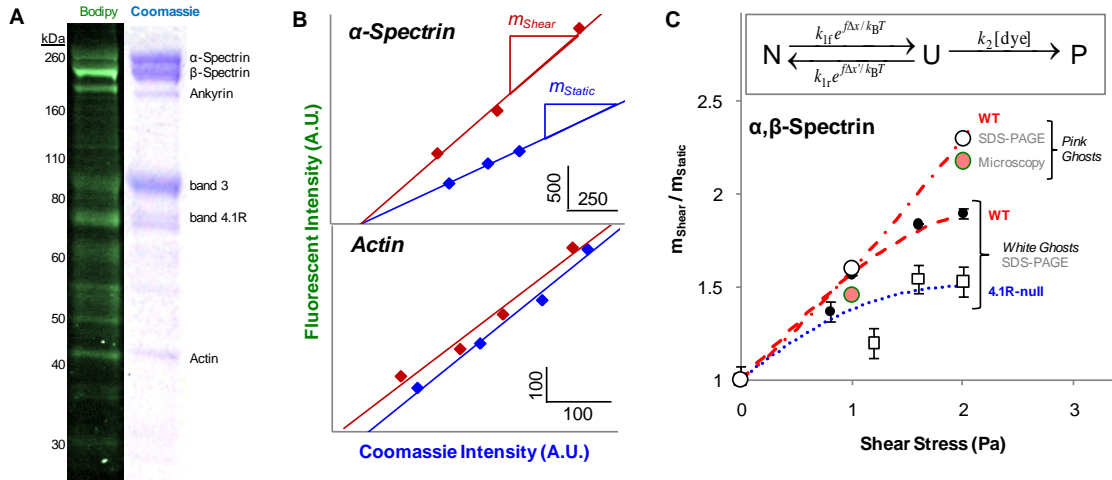 A
Bodipy Coomassie
kDa
260
160
110
80
60
50
40
30
α-Spectrin
β-Spectrin
Ankyrin
band 3
band 4.1R
Actin
B
α-Spectrin
mShear
mStatic
500
250
Actin
100
100
Fluorescent Intensity (A.U.)
Coomassie Intensity (A.U.)
C
N k1f e^fΔx/kBT U k2[dye] P
k1r e^fΔx'/kBT
α,β-Spectrin
WT
SDS-PAGE
Microscopy
Pink
Ghosts
WT
White Ghosts
SDS-PAGE
4.1R-null
mShear / mStatic
2.5
2
1.5
1
0 1 2 3
Shear Stress (Pa)